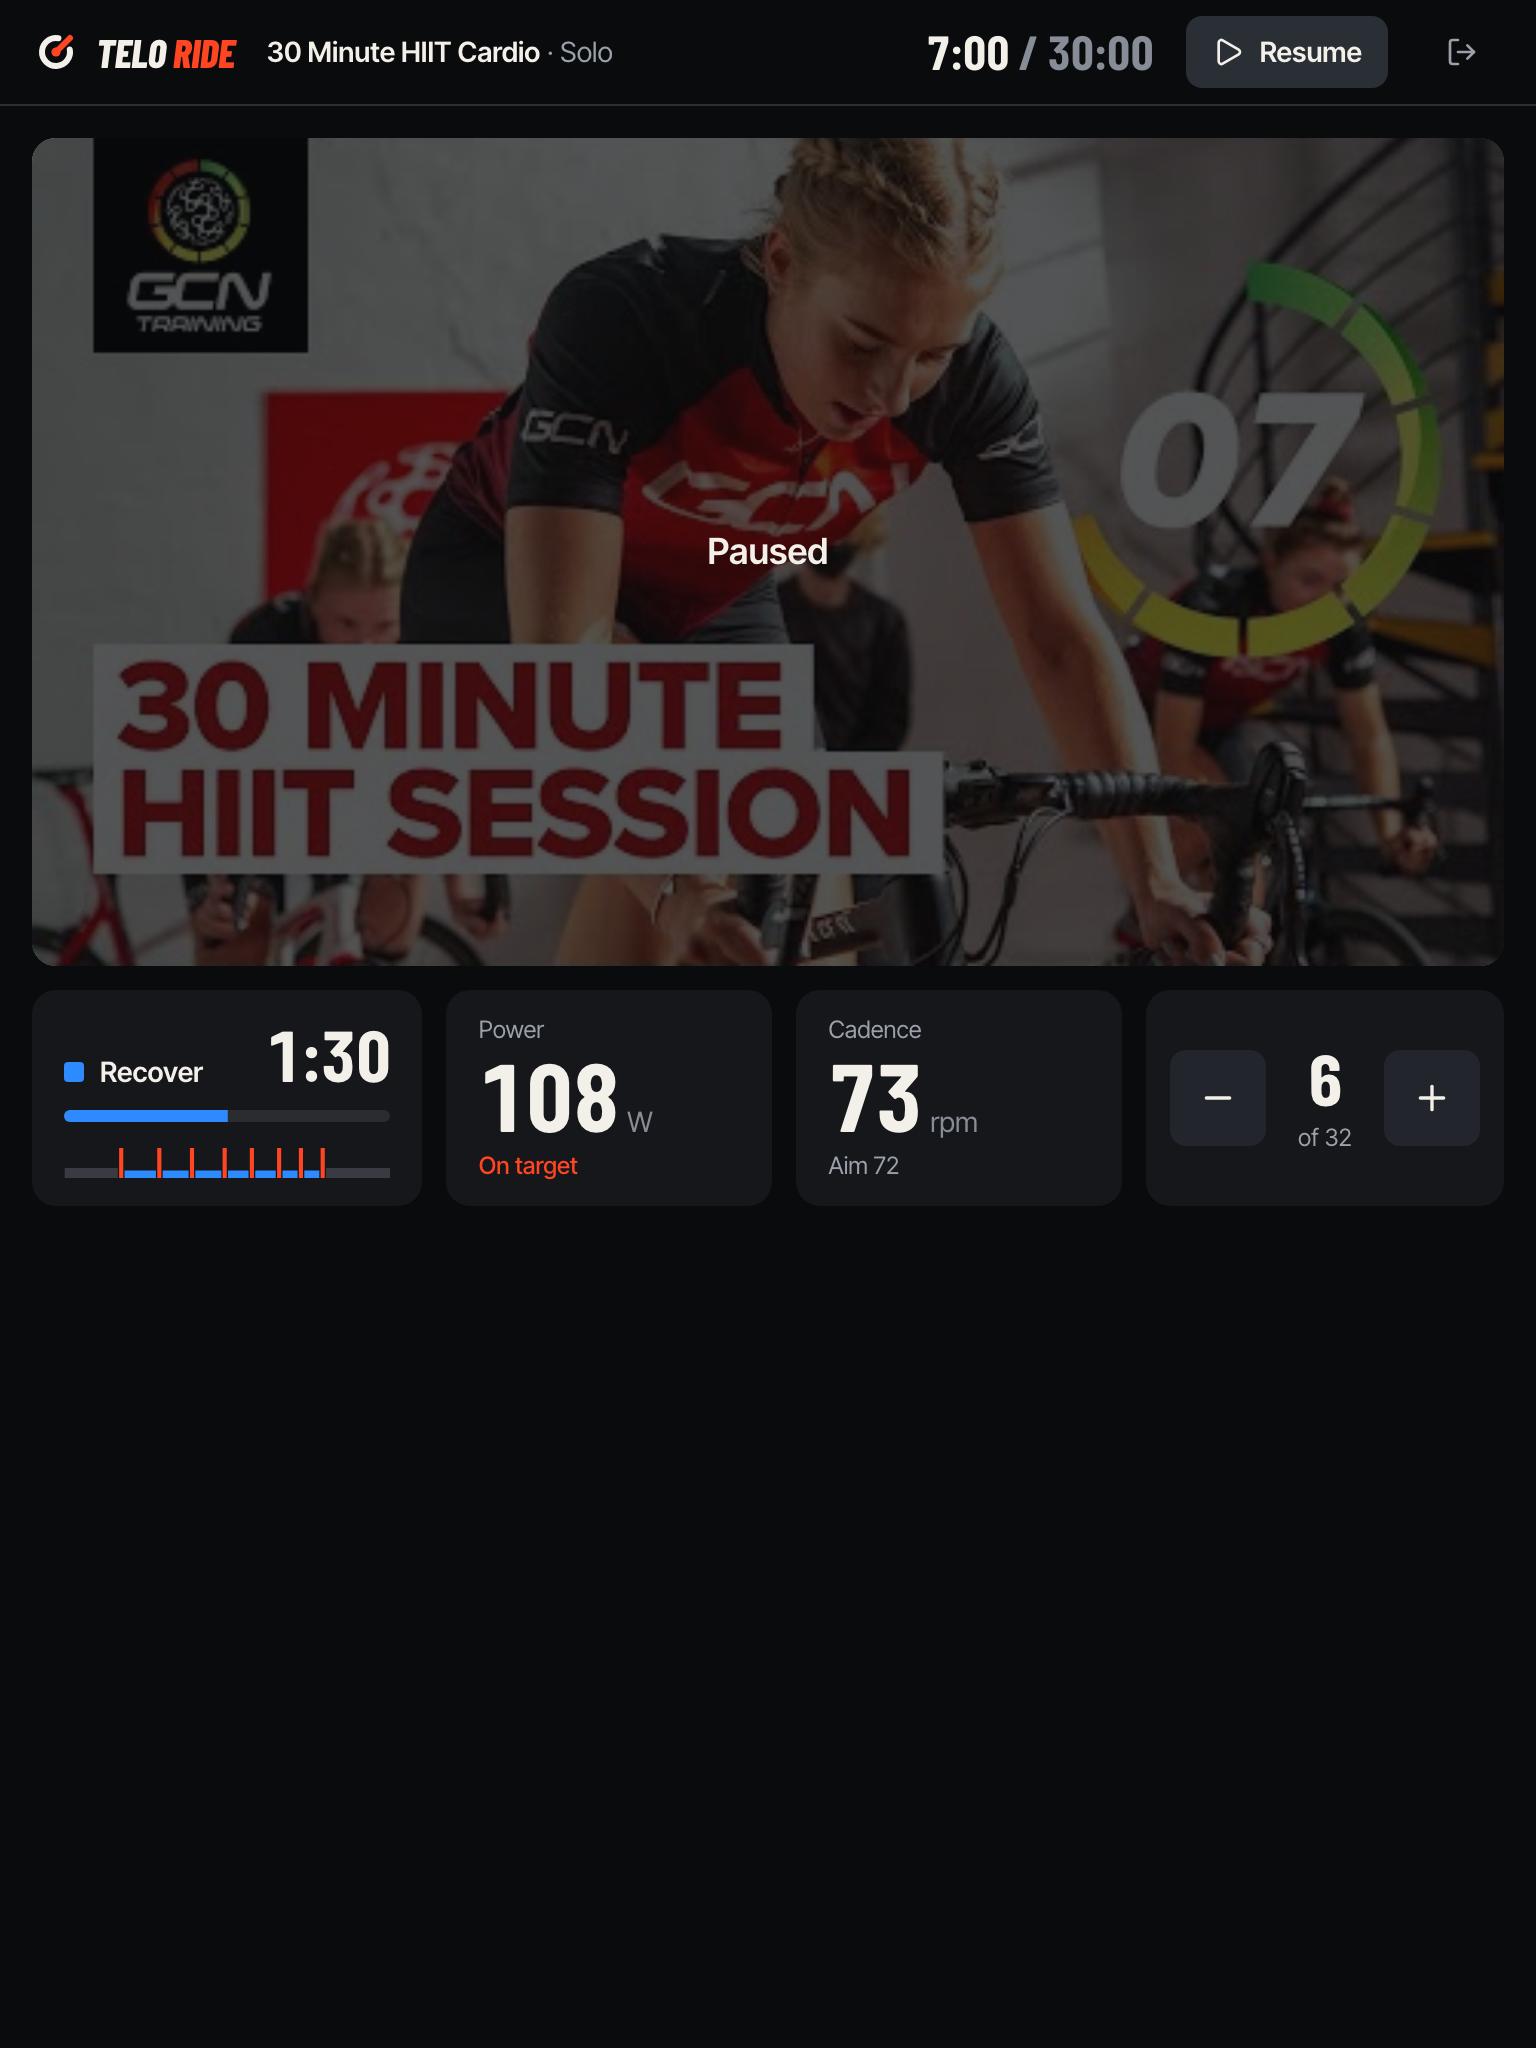 TELO RIDE
30 Minute HIIT Cardio · Solo
7:00 / 30:00
Resume
GCN
TRAINING
GCN
GCN
07
Paused
30 MINUTE
HIIT SESSION
Recover
1:30
Power
108 W
On target
Cadence
73 rpm
Aim 72
6
of 32